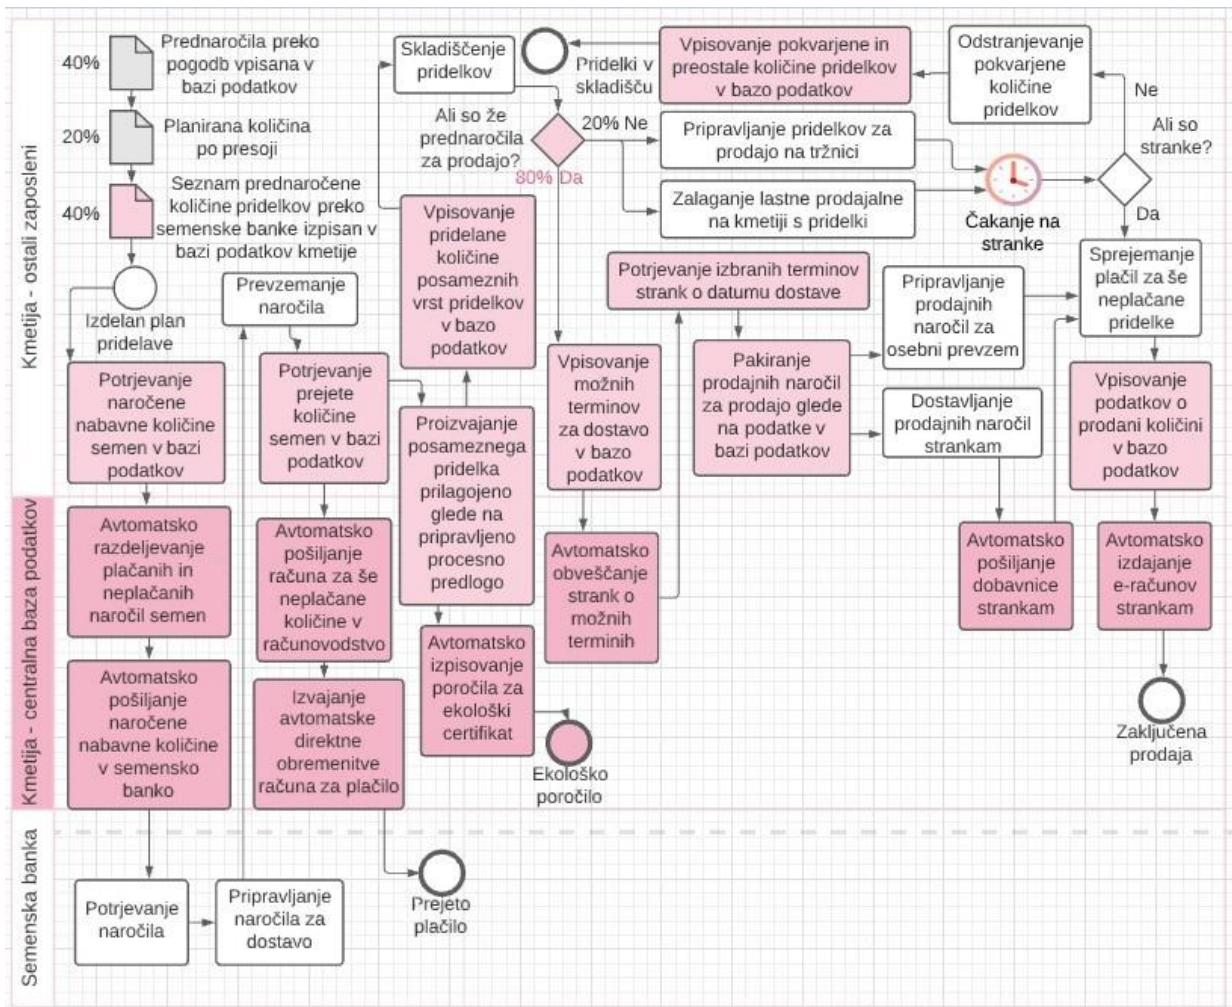 Kmetija - ostali zaposleni
40%
Prednaročila preko
pogodb vpisana v
bazi podatkov
20%
Planirana količina
po presoji
40%
Seznam prednaročene
količine pridelkov preko
semenske banke izpisan v
bazi podatkov kmetije
Izdelan plan
pridelave
Potrjevanje
naročene
nabavne količine
semen v bazi
podatkov
Prevzemanje
naročila
Potrjevanje
prejete
količine
semen v bazi
podatkov
Skladiščenje
pridelkov
Vpisovanje
pridelane
količine
posameznih
vrst pridelkov
v bazo
podatkov
Proizvajanje
posameznega
pridelka
prilagojeno
glede na
pripravljeno
procesno
predlogo
Pridelki v
skladišču
Ali so že
prednaročila
za prodajo?
20% Ne
80% Da
Vpisovanje pokvarjene in
preostale količine pridelkov
v bazo podatkov
Odstranjevanje
pokvarjene
količine
pridelkov
Ne
Ali so
stranke?
Da
Pripravljanje pridelkov za
prodajo na tržnici
Zalaganje lastne prodajalne
na kmetiji s pridelki
Čakanje na
stranke
Vpisovanje
možnih
terminov
za dostavo
v bazo
podatkov
Potrjevanje izbranih terminov
strank o datumu dostave
Pakiranje
prodajnih naročil
za prodajo glede
na podatke v
bazi podatkov
Pripravljanje
prodajnih
naročil za
osebni prevzem
Dostavljanje
prodajnih naročil
strankam
Sprejemanje
plačil za še
neplačane
pridelke
Vpisovanje
podatkov o
prodani količini
v bazo
podatkov
Kmetija - centralna baza podatkov
Avtomatsko
razdeljevanje
plačanih in
neplačanih
naročil semen
Avtomatsko
pošiljanje
naročene
nabavne količine
v semensko
banko
Avtomatsko
pošiljanje
računa za še
neplačane
količine v
računovodstvo
Izvajanje
avtomatske
direktne
obremenitve
računa za plačilo
Avtomatsko
izpisovanje
poročila za
ekološki
certifikat
Ekološko
poročilo
Avtomatsko
obveščanje
strank o
možnih
terminih
Avtomatsko
pošiljanje
dobavnice
strankam
Avtomatsko
izdajanje
e-računov
strankam
Zaključena
prodaja
Semenska banka
Potrjevanje
naročila
Pripravljanje
naročila za
dostavo
Prejeto
plačilo